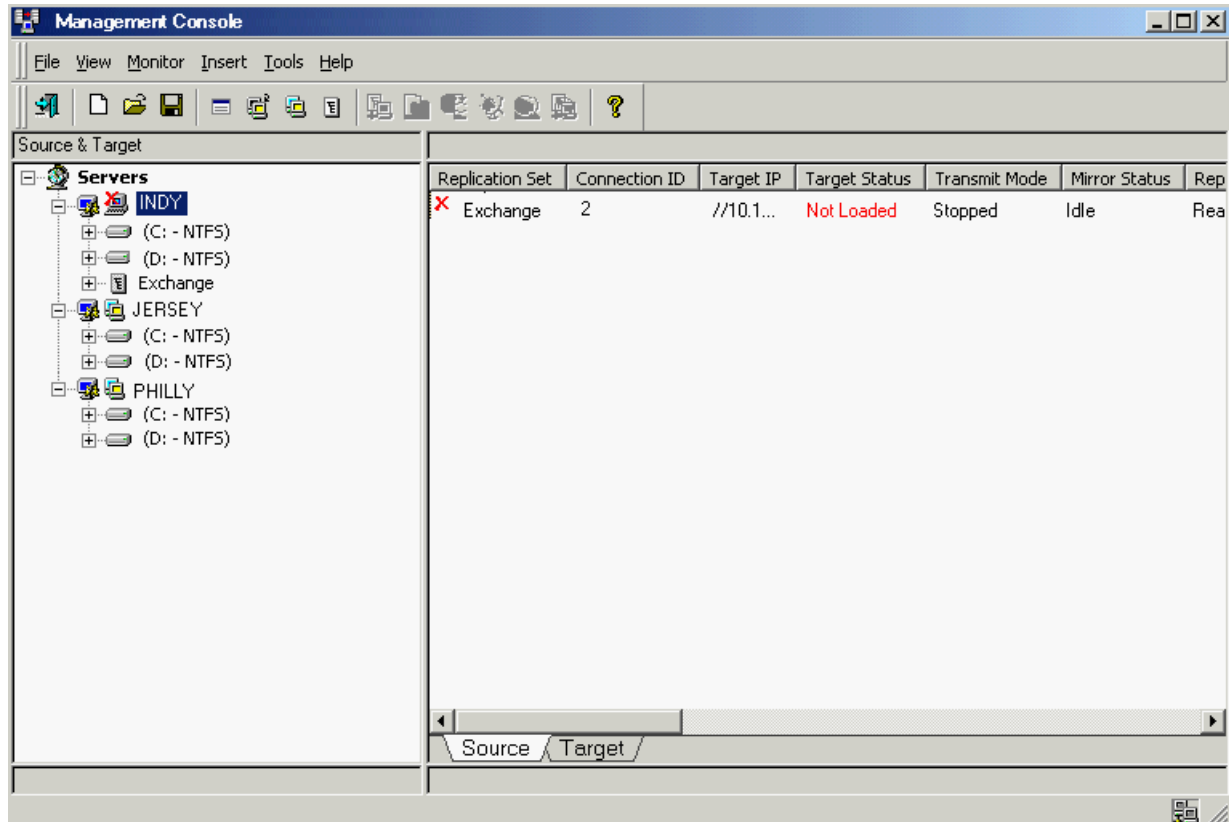 Management Console
File View Monitor Insert Tools Help
Source & Target
Servers
INDY
(C: - NTFS)
(D: - NTFS)
Exchange
JERSEY
(C: - NTFS)
(D: - NTFS)
PHILLY
(C: - NTFS)
(D: - NTFS)
Replication Set Connection ID Target IP Target Status Transmit Mode Mirror Status Rep
Exchange 2 //10.1... Not Loaded Stopped Idle Rea
Source Target